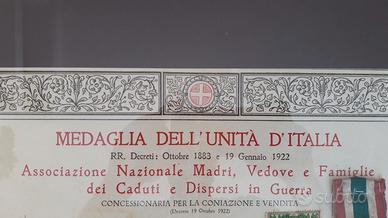 MEDAGLIA DELL'UNITÀ D'ITALIA
RR. Decreti: Ottobre 1883 e 19 Gennaio 1922
Associazione Nazionale Madri, Vedove e Famiglie
dei Caduti e Dispersi in Guerra
CONCESSIONARIA PER LA CONIAZIONE E VENDITA
(Decreto 19 Ottobre 1922)
subito